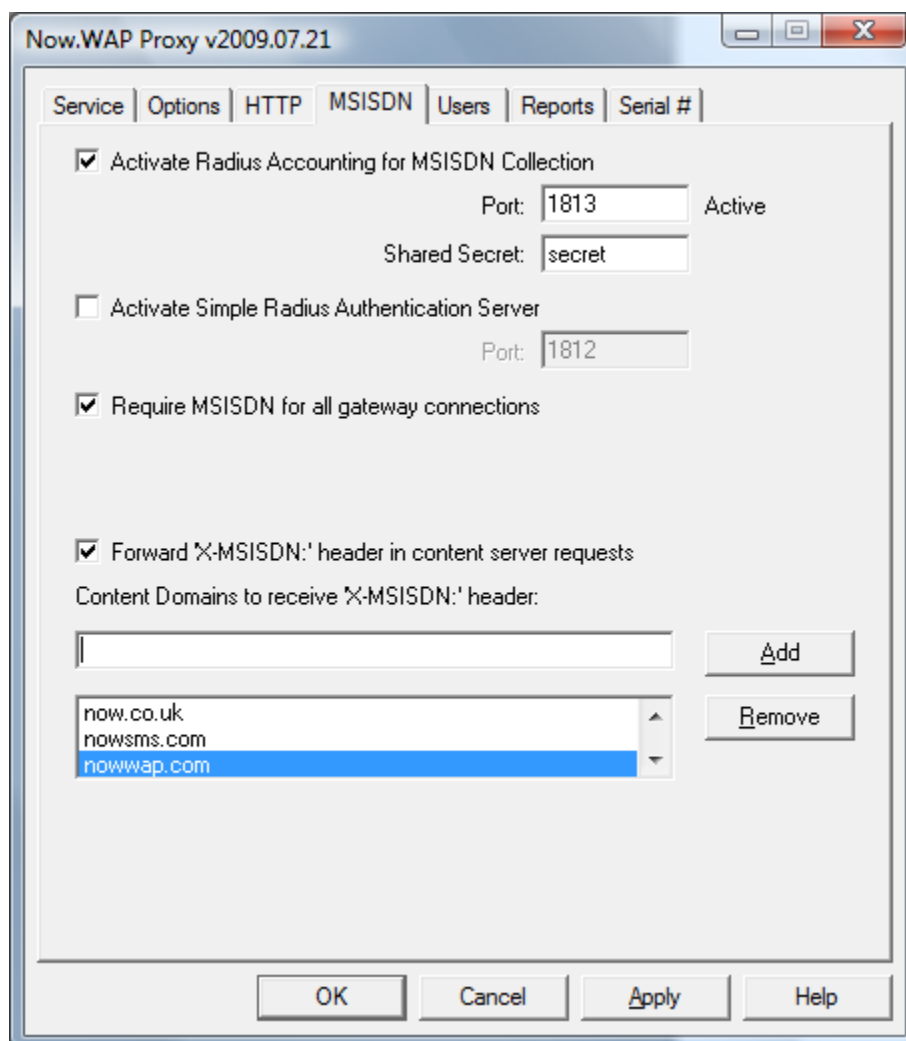 Now.WAP Proxy v2009.07.21
Service Options HTTP MSISDN Users Reports Serial #
Activate Radius Accounting for MSISDN Collection
Port: 1813 Active
Shared Secret: secret
Activate Simple Radius Authentication Server
Port: 1812
Require MSISDN for all gateway connections
Forward 'X-MSISDN:' header in content server requests
Content Domains to receive 'X-MSISDN:' header:
Add
now.co.uk
Remove
nowsms.com
nowwap.com
OK Cancel Apply Help